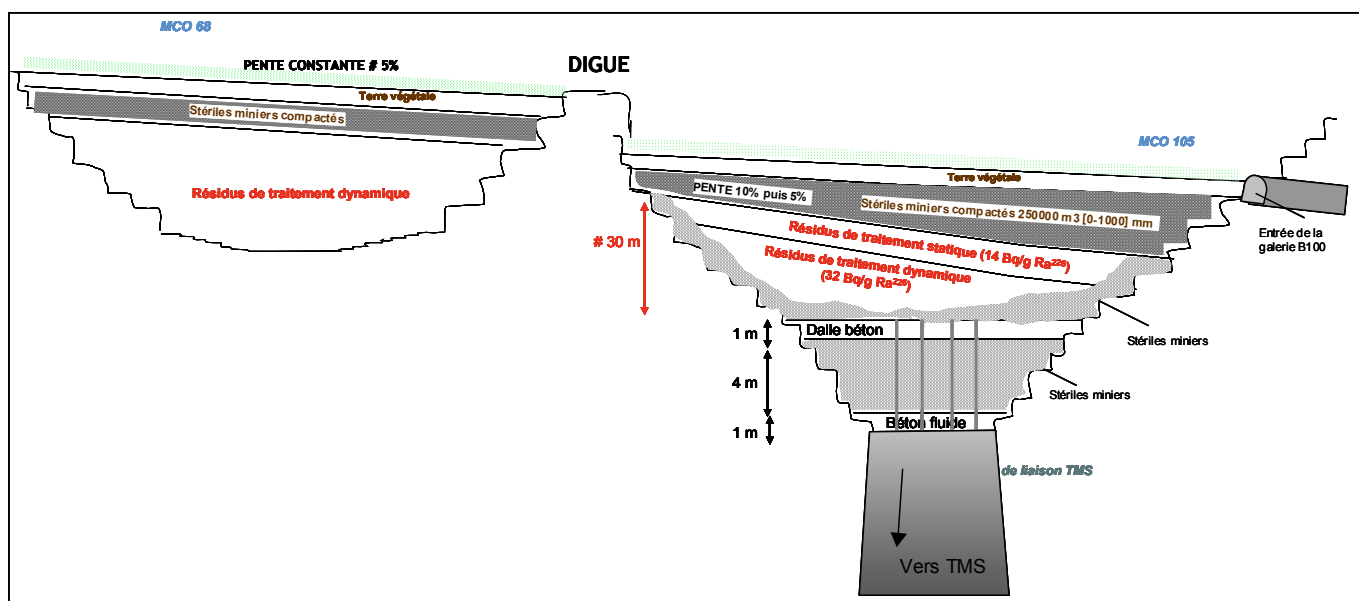 MCO 68
PENTE CONSTANTE # 5%
DIGUE
Terre végétale
Stériles miniers compactés
Résidus de traitement dynamique
MCO 105
Terre végétale
PENTE 10% puis 5%
Stériles miniers compactés 250000 m3 [0-1000] mm
Résidus de traitement statique (14 Bq/g Ra²²⁶)
Résidus de traitement dynamique
(32 Bq/g Ra²²⁶)
# 30 m
Entrée de la
galerie B100
1 m
Dalle béton
Stériles miniers
4 m
Stériles miniers
1 m
Béton fluide
de liaison TMS
Vers TMS